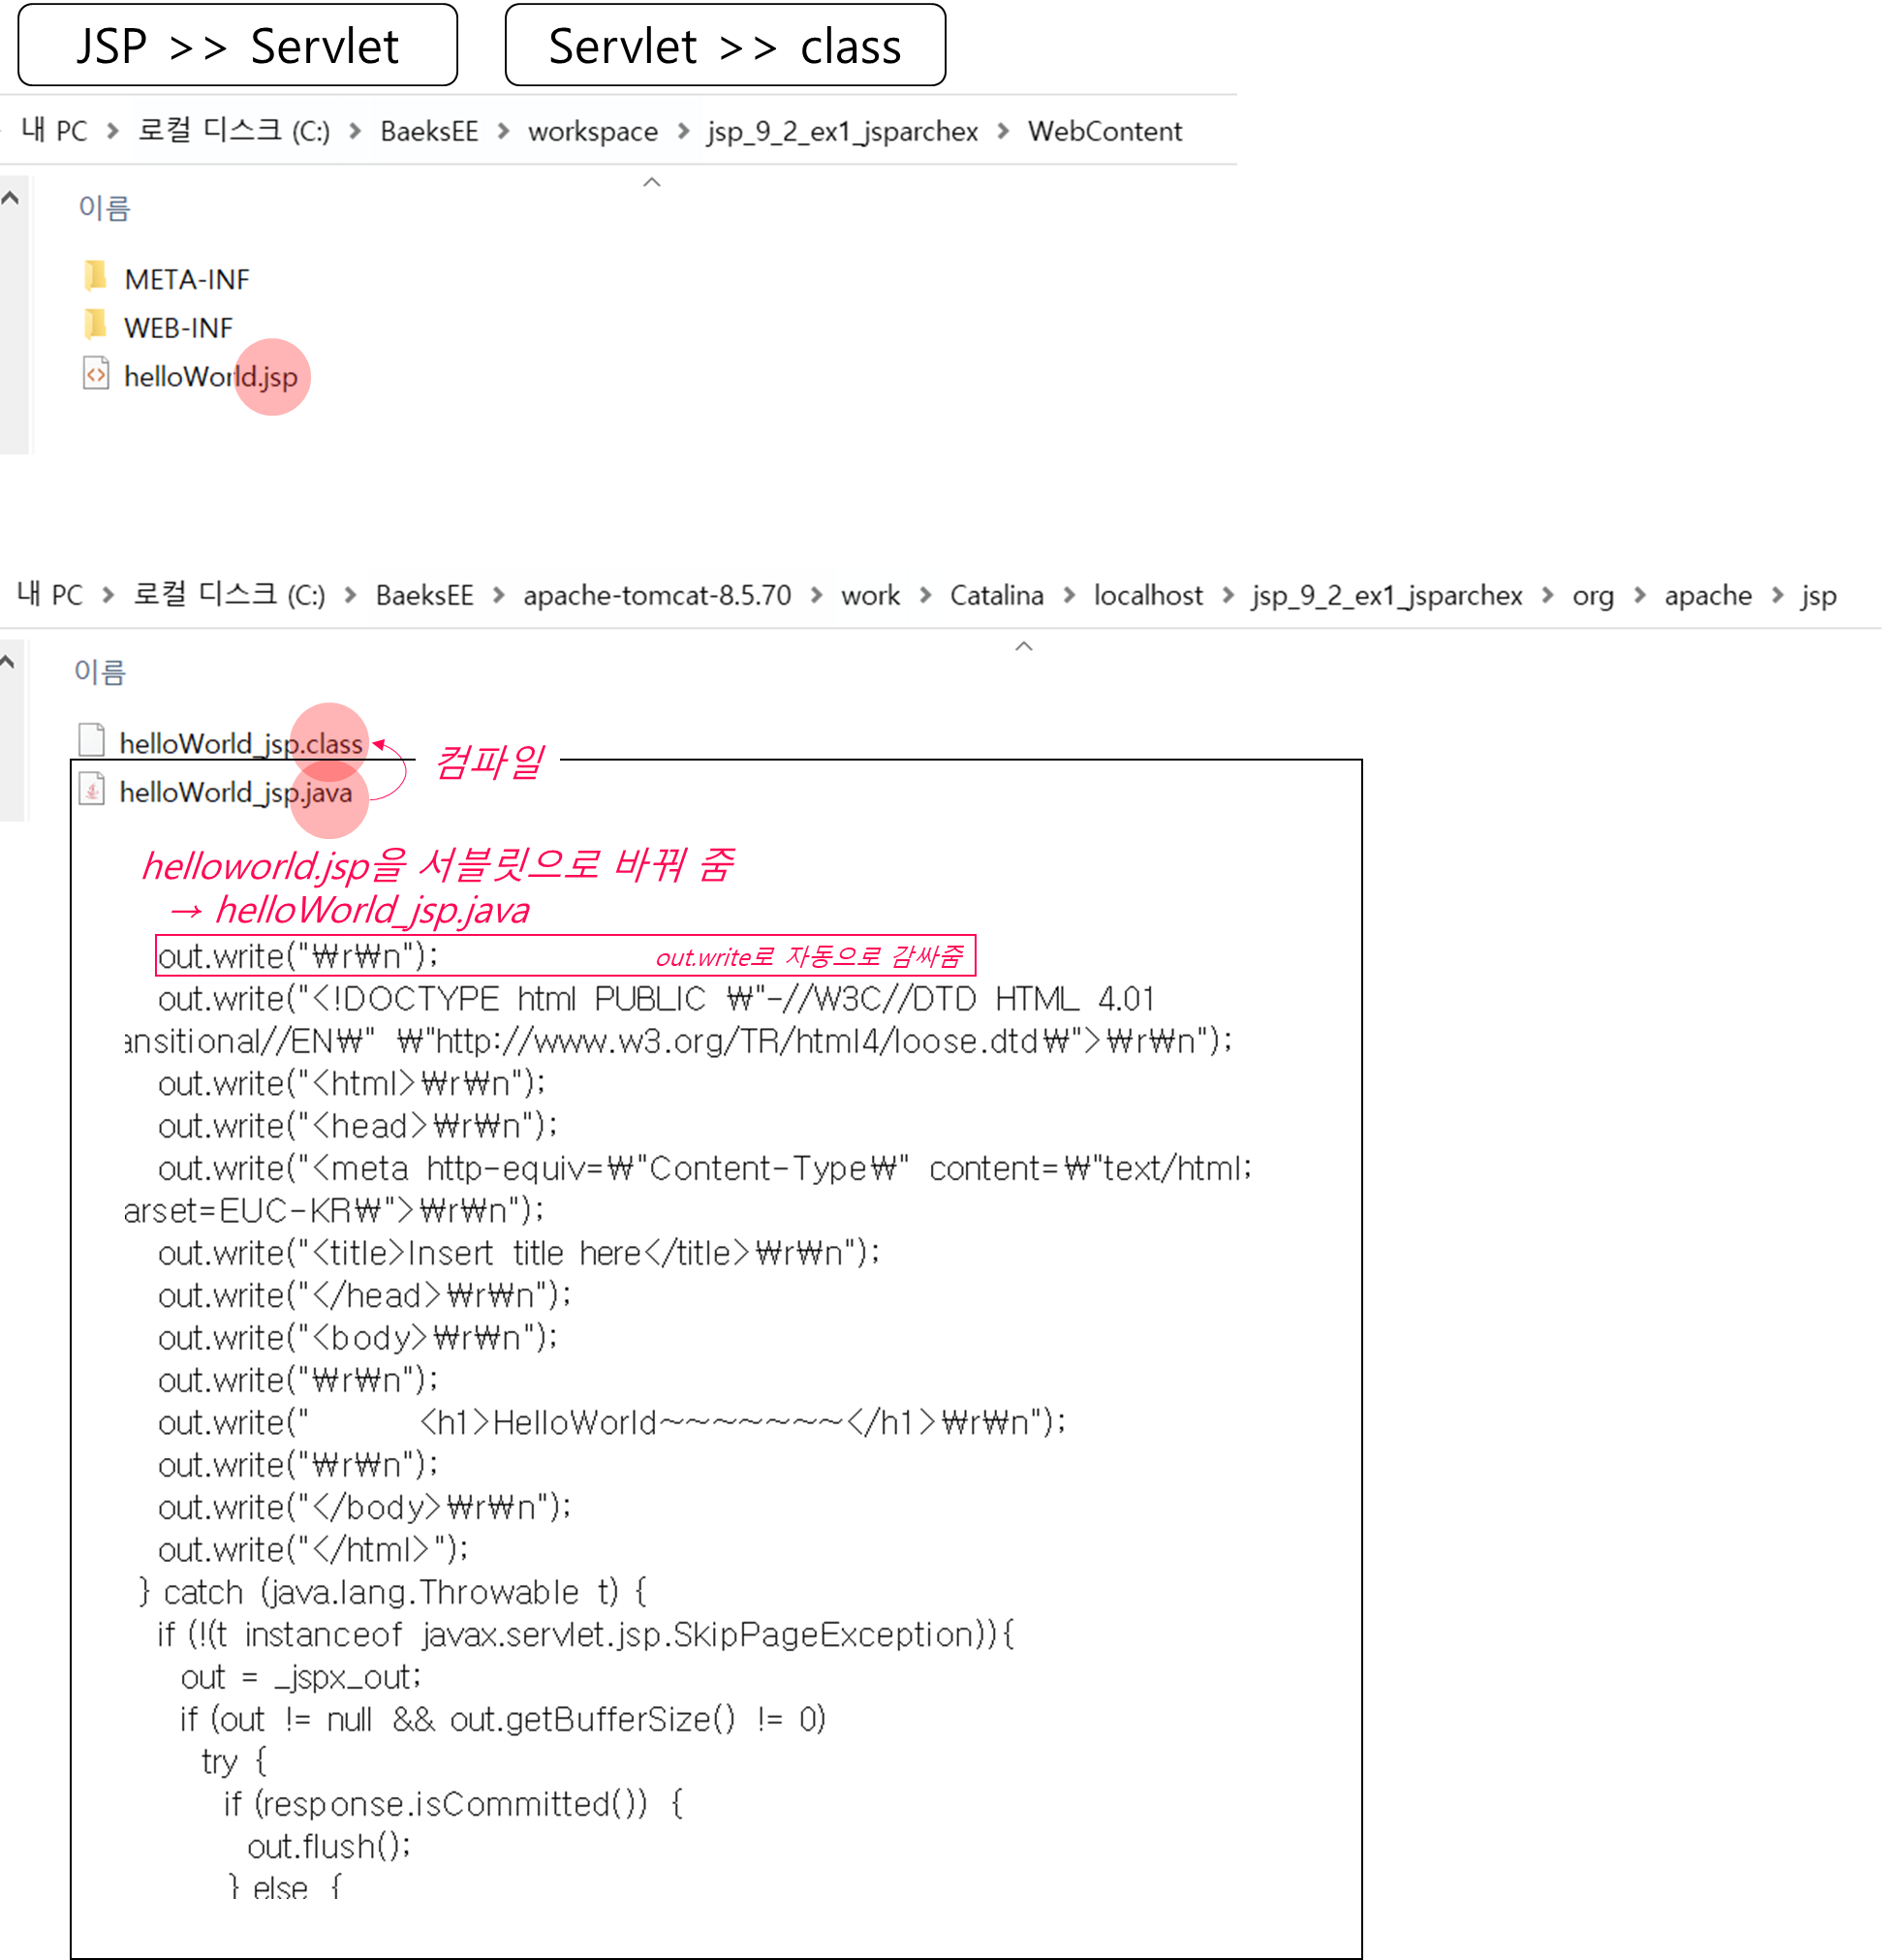 JSP >> Servlet
Servlet >> class
내 PC > 로컬 디스크 (C:) > BaeksEE > workspace > jsp_9_2_ex1_jsparchex > WebContent
이름
META-INF
WEB-INF
helloWorld.jsp
내 PC > 로컬 디스크 (C:) > BaeksEE > apache-tomcat-8.5.70 > work > Catalina > localhost > jsp_9_2_ex1_jsparchex > org > apache > jsp
이름
helloWorld_jsp.class
컴파일
helloWorld_jsp.java
helloworld.jsp을 서블릿으로 바꿔 줌
→ helloWorld_jsp.java
out.write("₩r₩n"); out.write로 자동으로 감싸줌
out.write("<!DOCTYPE html PUBLIC ₩"-//W3C//DTD HTML 4.01
ansitional//EN₩" ₩"http://www.w3.org/TR/html4/loose.dtd₩">₩r₩n");
out.write("<html>₩r₩n");
out.write("<head>₩r₩n");
out.write("<meta http-equiv=₩"Content-Type₩" content=₩"text/html;
arset=EUC-KR₩">₩r₩n");
out.write("<title>Insert title here</title>₩r₩n");
out.write("</head>₩r₩n");
out.write("<body>₩r₩n");
out.write("₩r₩n");
out.write("     <h1>HelloWorld~~~~~~~</h1>₩r₩n");
out.write("₩r₩n");
out.write("</body>₩r₩n");
out.write("</html>");
} catch (java.lang.Throwable t) {
if (!(t instanceof javax.servlet.jsp.SkipPageException)){
out = _jspx_out;
if (out != null && out.getBufferSize() != 0)
try {
if (response.isCommitted()) {
out.flush();
} else {